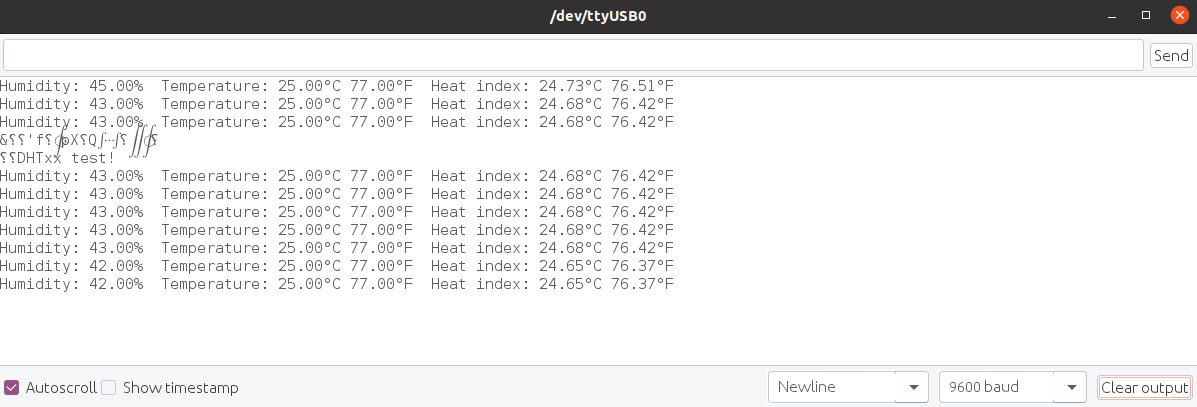 /dev/ttyUSB0
Send
Humidity: 45.00%  Temperature: 25.00°C 77.00°F  Heat index: 24.73°C 76.51°F
Humidity: 43.00%  Temperature: 25.00°C 77.00°F  Heat index: 24.68°C 76.42°F
Humidity: 43.00%  Temperature: 25.00°C 77.00°F  Heat index: 24.68°C 76.42°F
⸮⸮DHTxx test!
Humidity: 43.00%  Temperature: 25.00°C 77.00°F  Heat index: 24.68°C 76.42°F
Humidity: 43.00%  Temperature: 25.00°C 77.00°F  Heat index: 24.68°C 76.42°F
Humidity: 43.00%  Temperature: 25.00°C 77.00°F  Heat index: 24.68°C 76.42°F
Humidity: 43.00%  Temperature: 25.00°C 77.00°F  Heat index: 24.68°C 76.42°F
Humidity: 43.00%  Temperature: 25.00°C 77.00°F  Heat index: 24.68°C 76.42°F
Humidity: 42.00%  Temperature: 25.00°C 77.00°F  Heat index: 24.65°C 76.37°F
Humidity: 42.00%  Temperature: 25.00°C 77.00°F  Heat index: 24.65°C 76.37°F
Autoscroll Show timestamp Newline 9600 baud Clear output